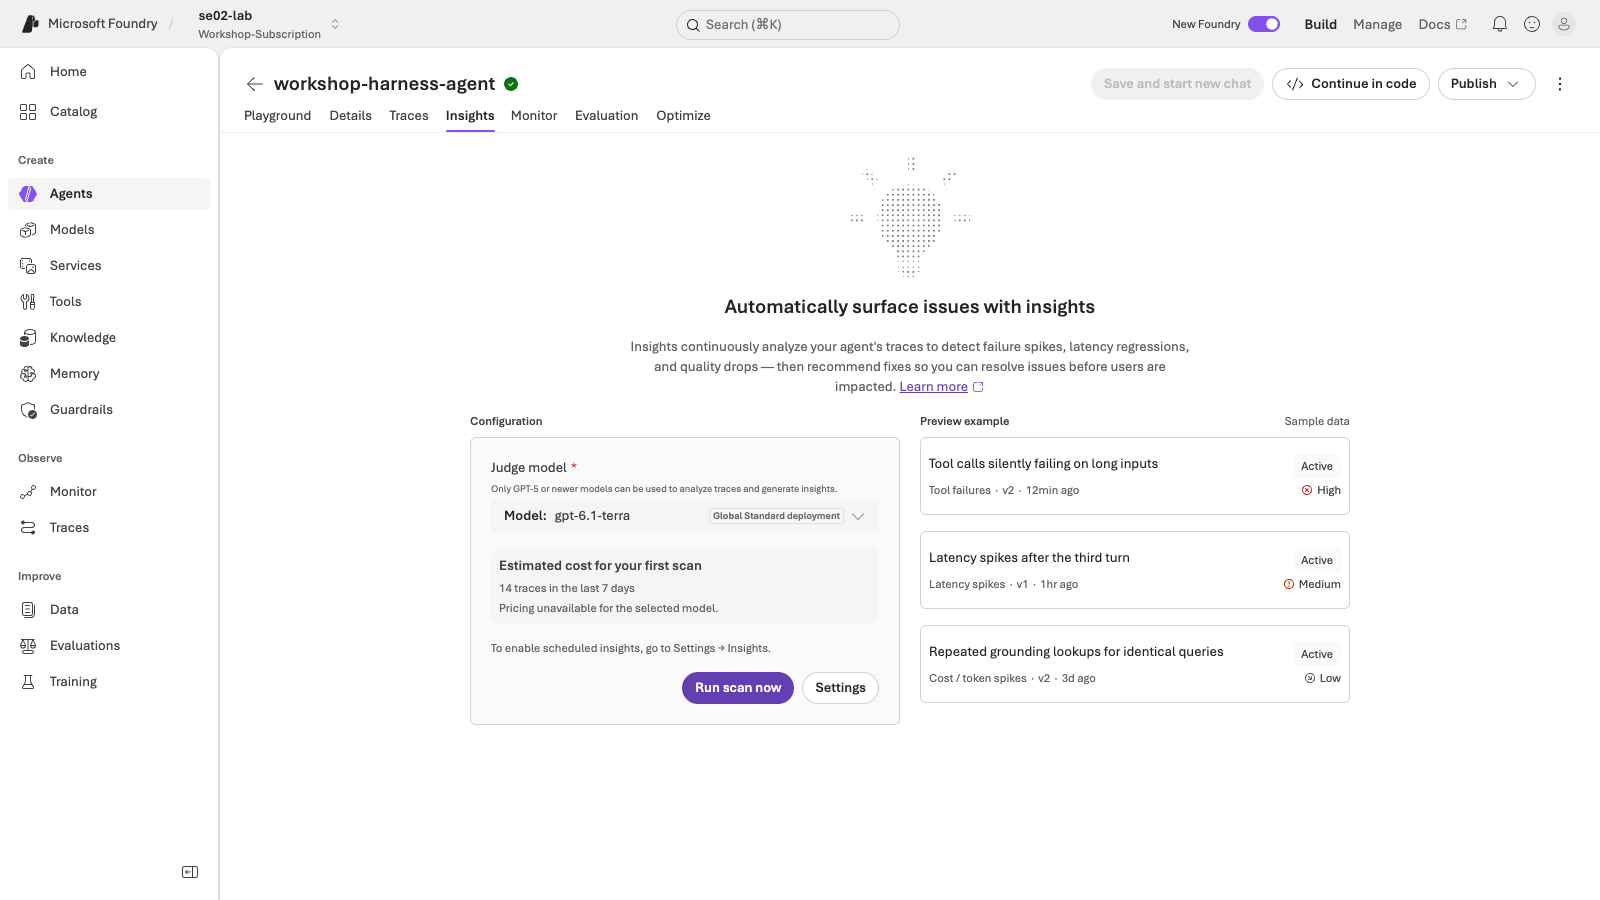 Microsoft Foundry /
se02-lab
Workshop-Subscription
Search (⌘K)
New Foundry
Build
Manage
Docs
Home
Catalog
Create
Agents
Models
Services
Tools
Knowledge
Memory
Guardrails
Observe
Monitor
Traces
Improve
Data
Evaluations
Training
workshop-harness-agent
Save and start new chat
</> Continue in code
Publish
Playground
Details
Traces
Insights
Monitor
Evaluation
Optimize
Automatically surface issues with insights
Insights continuously analyze your agent's traces to detect failure spikes, latency regressions,
and quality drops — then recommend fixes so you can resolve issues before users are
impacted. Learn more
Configuration
Judge model *
Only GPT-5 or newer models can be used to analyze traces and generate insights.
Model: gpt-6.1-terra
Global Standard deployment
Estimated cost for your first scan
14 traces in the last 7 days
Pricing unavailable for the selected model.
To enable scheduled insights, go to Settings → Insights.
Run scan now
Settings
Preview example
Sample data
Tool calls silently failing on long inputs
Active
Tool failures · v2 · 12min ago
High
Latency spikes after the third turn
Active
Latency spikes · v1 · 1hr ago
Medium
Repeated grounding lookups for identical queries
Active
Cost / token spikes · v2 · 3d ago
Low